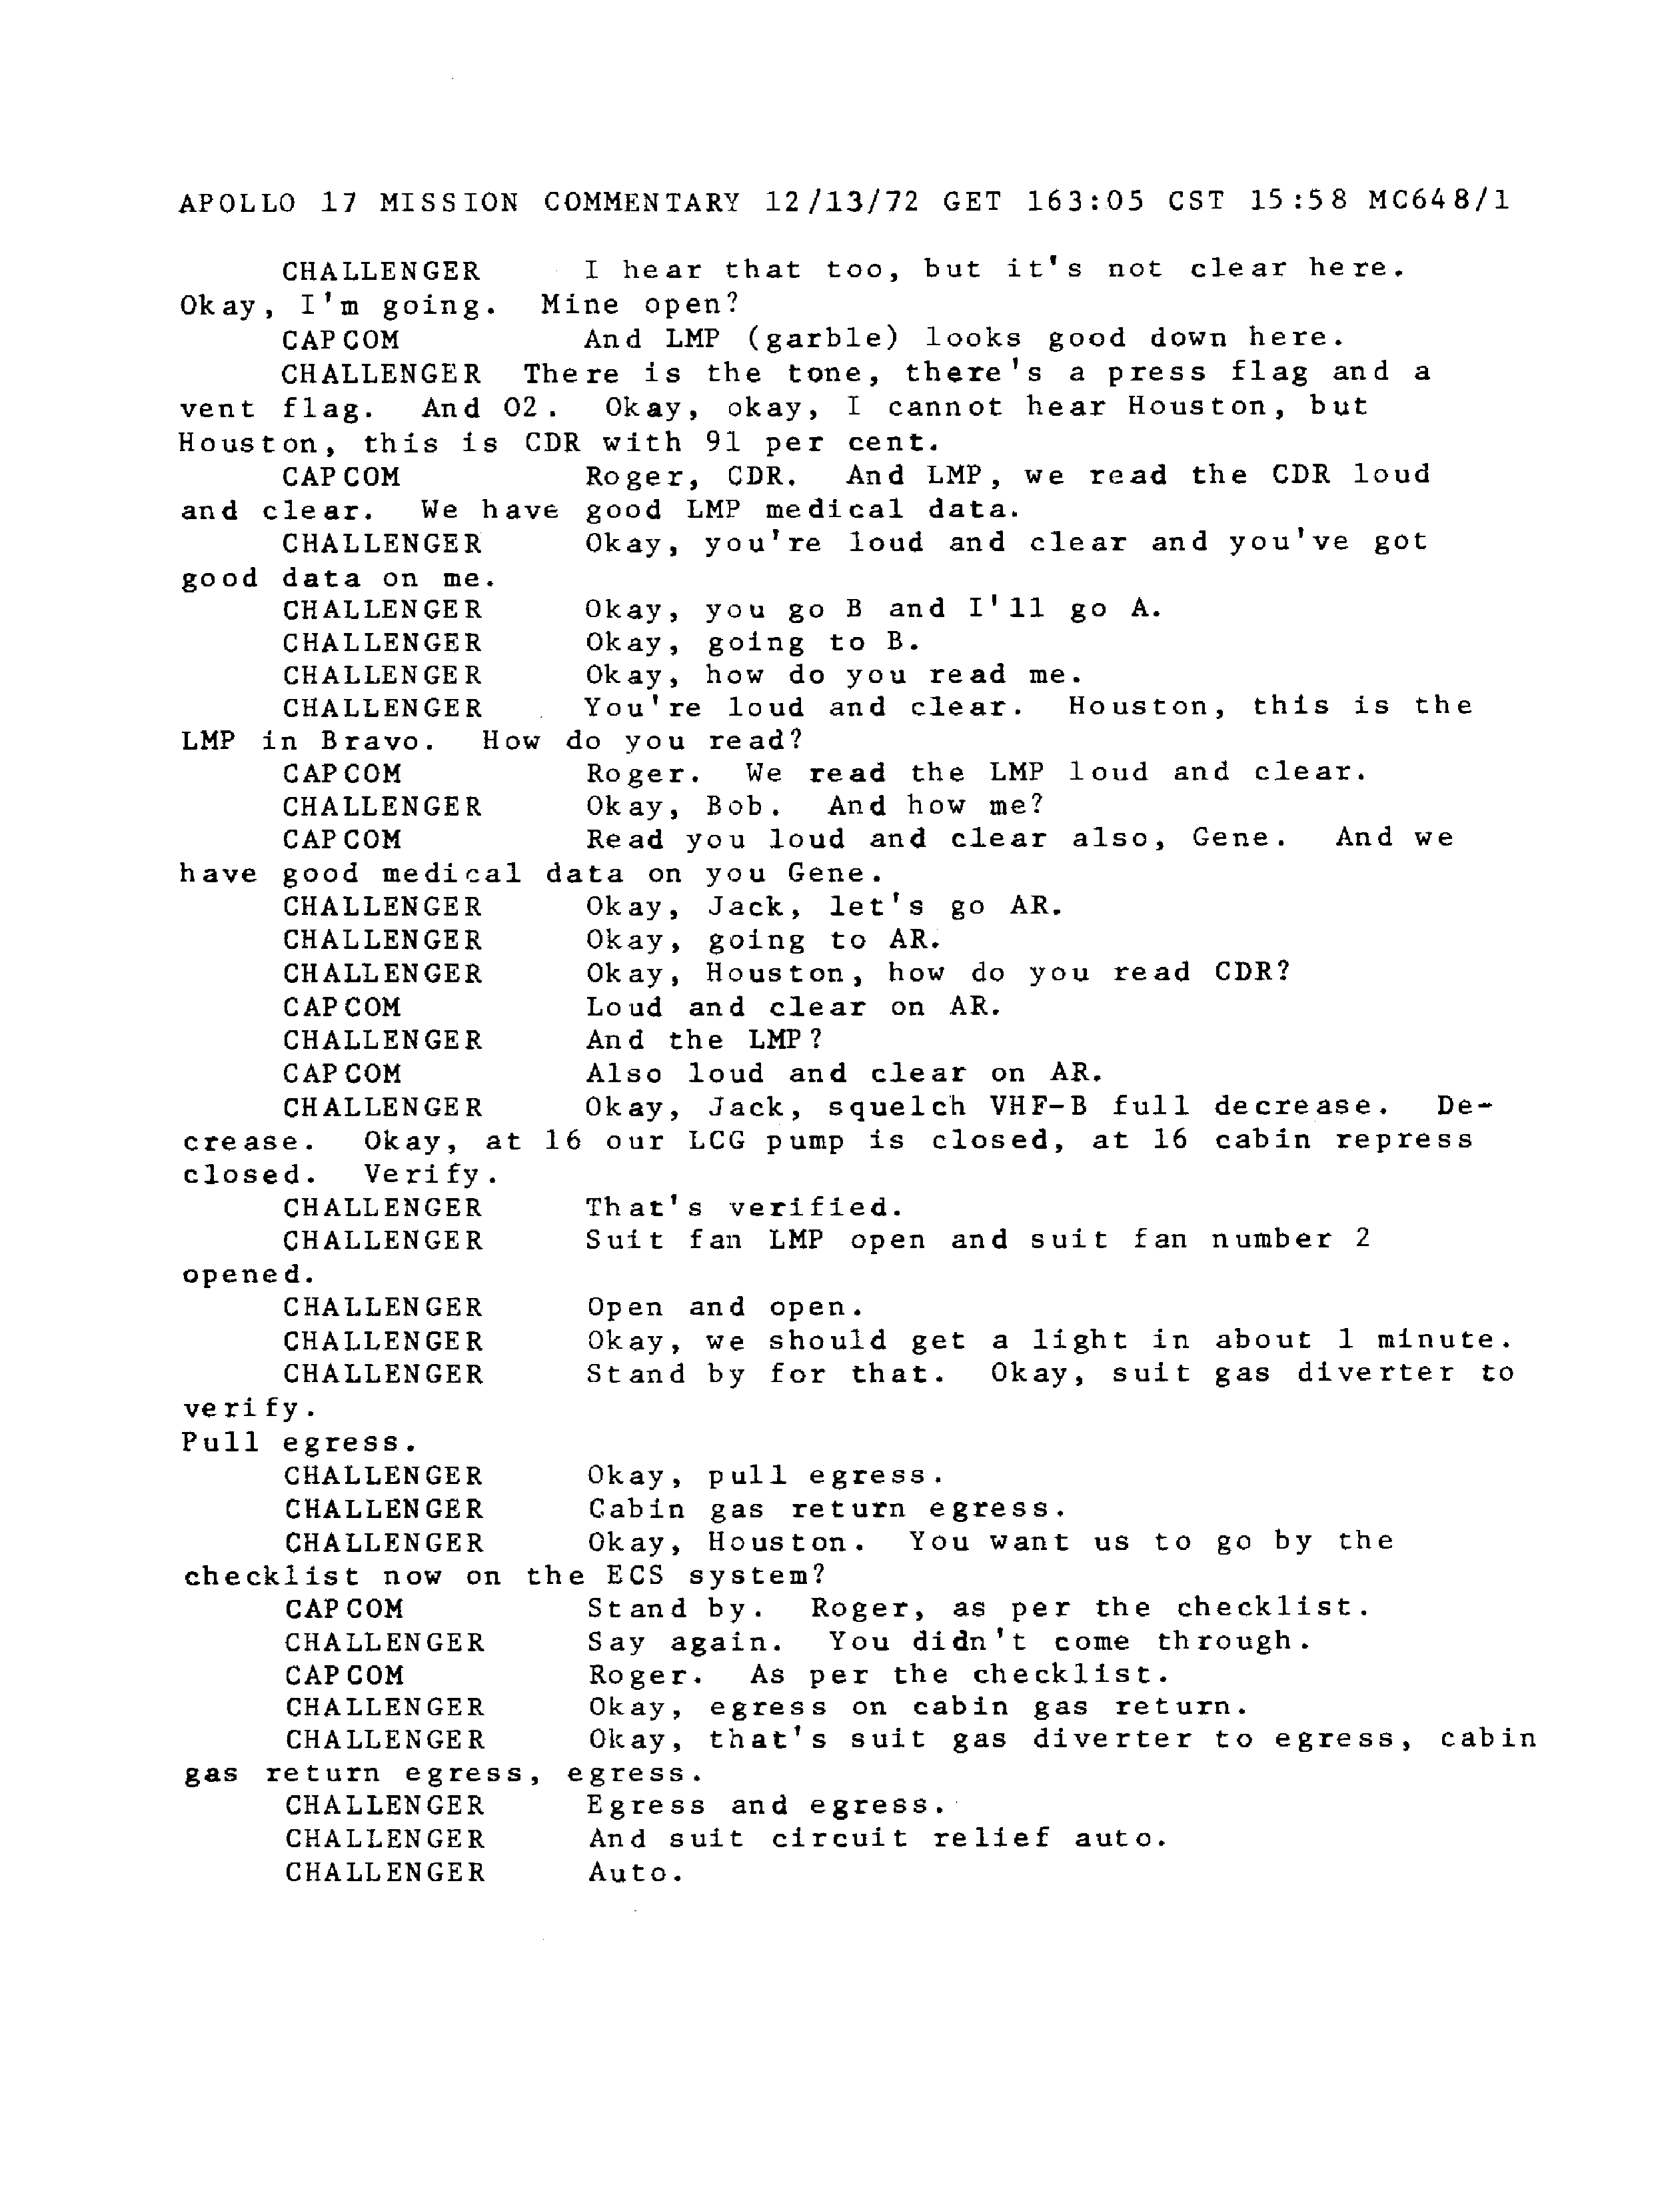 APOLLO 17 MISSION COMMENTARY 12/13/72 GET 163:05 CST 15:58 MC648/1
CHALLENGER I hear that too, but it's not clear here.
Okay, I'm going. Mine open?
CAPCOM And LMP (garble) looks good down here.
CHALLENGER There is the tone, there's a press flag and a
vent flag. And O2. Okay, okay, I cannot hear Houston, but
Houston, this is CDR with 91 per cent.
CAPCOM Roger, CDR. And LMP, we read the CDR loud
and clear. We have good LMP medical data.
CHALLENGER Okay, you're loud and clear and you've got
good data on me.
CHALLENGER Okay, you go B and I'll go A.
CHALLENGER Okay, going to B.
CHALLENGER Okay, how do you read me.
CHALLENGER You're loud and clear. Houston, this is the
LMP in Bravo. How do you read?
CAPCOM Roger. We read the LMP loud and clear.
CHALLENGER Okay, Bob. And how me?
CAPCOM Read you loud and clear also, Gene. And we
have good medical data on you Gene.
CHALLENGER Okay, Jack, let's go AR.
CHALLENGER Okay, going to AR.
CHALLENGER Okay, Houston, how do you read CDR?
CAPCOM Loud and clear on AR.
CHALLENGER And the LMP?
CAPCOM Also loud and clear on AR.
CHALLENGER Okay, Jack, squelch VHF-B full decrease. De-
crease. Okay, at 16 our LCG pump is closed, at 16 cabin repress
closed. Verify.
CHALLENGER That's verified.
CHALLENGER Suit fan LMP open and suit fan number 2
opened.
CHALLENGER Open and open.
CHALLENGER Okay, we should get a light in about 1 minute.
CHALLENGER Stand by for that. Okay, suit gas diverter to
verify.
Pull egress.
CHALLENGER Okay, pull egress.
CHALLENGER Cabin gas return egress.
CHALLENGER Okay, Houston. You want us to go by the
checklist now on the ECS system?
CAPCOM Stand by. Roger, as per the checklist.
CHALLENGER Say again. You didn't come through.
CAPCOM Roger. As per the checklist.
CHALLENGER Okay, egress on cabin gas return.
CHALLENGER Okay, that's suit gas diverter to egress, cabin
gas return egress, egress.
CHALLENGER Egress and egress.
CHALLENGER And suit circuit relief auto.
CHALLENGER Auto.